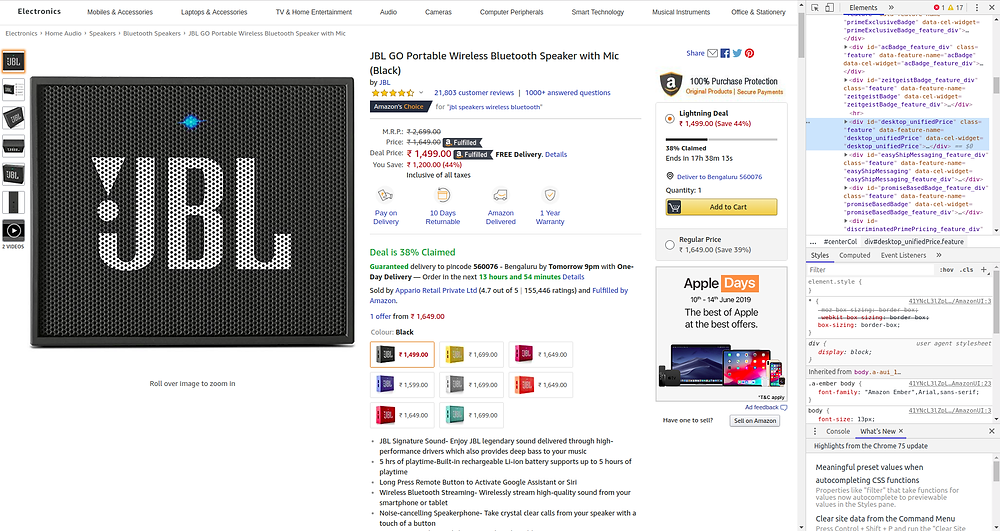 Electronics
Mobiles & Accessories
Laptops & Accessories
TV & Home Entertainment
Audio
Cameras
Computer Peripherals
Smart Technology
Musical Instruments
Office & Stationery
Electronics › Home Audio › Speakers › Bluetooth Speakers › JBL GO Portable Wireless Bluetooth Speaker with Mic
JBL
2 VIDEOS
JBL
Roll over image to zoom in
JBL GO Portable Wireless Bluetooth Speaker with Mic
(Black)
by JBL
21,803 customer reviews | 1000+ answered questions
Amazon's Choice for "jbl speakers wireless bluetooth"
M.R.P.: ₹ 2,699.00
Price: ₹ 1,649.00 Fulfilled
Deal Price: ₹ 1,499.00 Fulfilled FREE Delivery. Details
You Save: ₹ 1,200.00 (44%)
Inclusive of all taxes
Pay on
Delivery
10 Days
Returnable
Amazon
Delivered
1 Year
Warranty
Deal is 38% Claimed
Guaranteed delivery to pincode 560076 - Bengaluru by Tomorrow 9pm with One-
Day Delivery — Order in the next 13 hours and 54 minutes Details
Sold by Appario Retail Private Ltd (4.7 out of 5 | 155,446 ratings) and Fulfilled by
Amazon.
1 offer from ₹ 1,649.00
Colour: Black
₹ 1,499.00
₹ 1,699.00
₹ 1,649.00
₹ 1,599.00
₹ 1,649.00
₹ 1,649.00
₹ 1,649.00
₹ 1,699.00
• JBL Signature Sound- Enjoy JBL legendary sound delivered through high-
performance drivers which also provides deep bass to your music
• 5 hrs of playtime-Built-in rechargeable Li-ion battery supports up to 5 hours of
playtime
• Long Press Remote Button to Activate Google Assistant or Siri
• Wireless Bluetooth Streaming- Wirelessly stream high-quality sound from your
smartphone or tablet
• Noise-cancelling Speakerphone- Take crystal clear calls from your speaker with a
touch of a button
Share
100% Purchase Protection
Original Products | Secure Payments
Lightning Deal
₹ 1,499.00 (Save 44%)
38% Claimed
Ends in 17h 38m 13s
Deliver to Bengaluru 560076
Quantity: 1
Add to Cart
Regular Price
₹ 1,649.00 (Save 39%)
Apple Days
10th - 14th June 2019
The best of Apple
at the best offers.
*T&C apply
Ad feedback
Have one to sell? Sell on Amazon
Elements » 1 17
feature" data-feature-name=
"primeExclusiveBadge" data-cel-widget=
"primeExclusiveBadge_feature_div">…
</div>
<div id="acBadge_feature_div" class=
"feature" data-feature-name="acBadge"
data-cel-widget="acBadge_feature_div">…
</div>
<div id="zeitgeistBadge_feature_div"
class="feature" data-feature-name=
"zeitgeistBadge" data-cel-widget=
"zeitgeistBadge_feature_div">…</div>
<hr>
<div id="desktop_unifiedPrice" class=
"feature" data-feature-name=
"desktop_unifiedPrice" data-cel-widget=
"desktop_unifiedPrice">…</div> == $0
<div id="easyShipMessaging_feature_div"
class="feature" data-feature-name=
"easyShipMessaging" data-cel-widget=
"easyShipMessaging_feature_div">…</div>
<div id="promiseBasedBadge_feature_div"
class="feature" data-feature-name=
"promiseBasedBadge" data-cel-widget=
"promiseBasedBadge_feature_div">…</div>
<div id=
"discriminatedPrimePricing_feature_div"
... #centerCol div#desktop_unifiedPrice.feature
Styles Computed Event Listeners »
Filter :hov .cls +
element.style {
}
* { 41YNcL3lZpL…/AmazonUI:3
-moz-box-sizing: border-box;
-webkit-box-sizing: border-box;
box-sizing: border-box;
}
div { user agent stylesheet
display: block;
}
Inherited from body.a-aui_1…
.a-ember body { 41YNcL3lZpL…AmazonUI:23
font-family: "Amazon Ember",Arial,sans-serif;
}
body { 41YNcL3lZpL…/AmazonUI:3
font-size: 13px;
Console What's New ×
Highlights from the Chrome 75 update
Meaningful preset values when
autocompleting CSS functions
Properties like "filter" that take functions for
values now autocomplete to previewable
values in the Styles pane.
Clear site data from the Command Menu
Press Control + Shift + P and run the "Clear Site